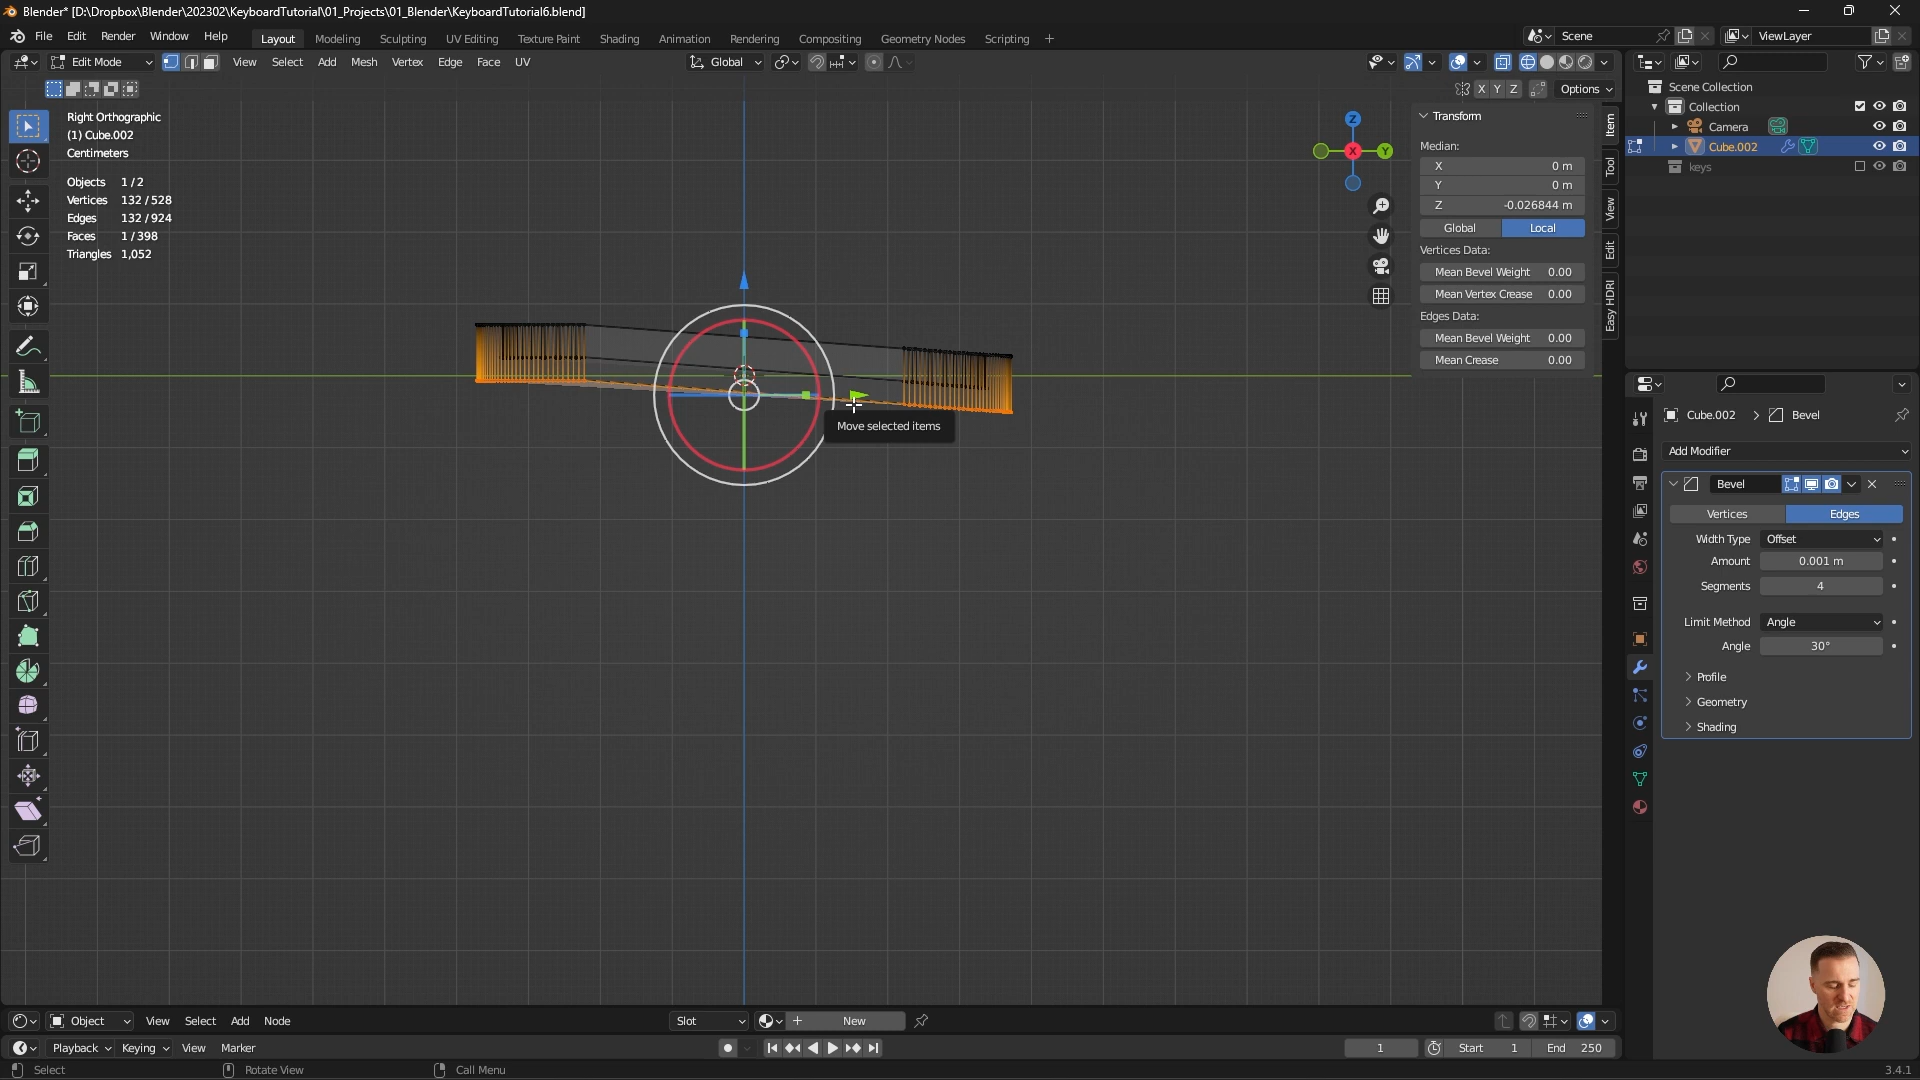 Blender* [D:\Dropbox\Blender\202302\KeyboardTutorial\01_Projects\01_Blender\KeyboardTutorial6.blend]
File Edit Render Window Help Layout Modeling Sculpting UV Editing Texture Paint Shading Animation Rendering Compositing Geometry Nodes Scripting + Scene ViewLayer
Edit Mode View Select Add Mesh Vertex Edge Face UV Global
X Y Z Options
Right Orthographic
(1) Cube.002
Centimeters
Objects 1/2
Vertices 132/528
Edges 132/924
Faces 1/398
Triangles 1,052
Z
X
Y
Move selected items
Transform
Median:
X 0 m
Y 0 m
Z -0.026844 m
Global Local
Vertices Data:
Mean Bevel Weight 0.00
Mean Vertex Crease 0.00
Edges Data:
Mean Bevel Weight 0.00
Mean Crease 0.00
Item
Tool
View
Edit
Easy HDRI
Scene Collection
Collection
Camera
Cube.002
keys
Cube.002 > Bevel
Add Modifier
Bevel
Vertices Edges
Width Type Offset
Amount 0.001 m
Segments 4
Limit Method Angle
Angle 30°
Profile
Geometry
Shading
Object View Select Add Node Slot New
Playback Keying View Marker 1 Start 1 End 250
Select Rotate View Call Menu 3.4.1